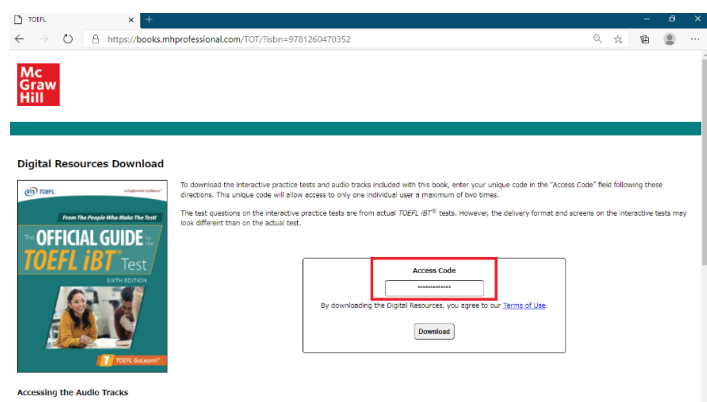 TOEFL
https://books.mhprofessional.com/TOT/?isbn=9781260470352
Mc
Graw
Hill
Digital Resources Download
To download the interactive practice tests and audio tracks included with this book, enter your unique code in the "Access Code" field following these
directions. This unique code will allow access to only one individual user a maximum of two times.
The test questions on the interactive practice tests are from actual TOEFL iBT® tests. However, the delivery format and screens on the interactive tests may
look different than on the actual test.
ETS TOEFL
From The People Who Make The Test!
The OFFICIAL GUIDE to the
TOEFL iBT® Test
SIXTH EDITION
TOEFL GoLearn!™
Access Code
*************
By downloading the Digital Resources, you agree to our Terms of Use.
Download
Accessing the Audio Tracks